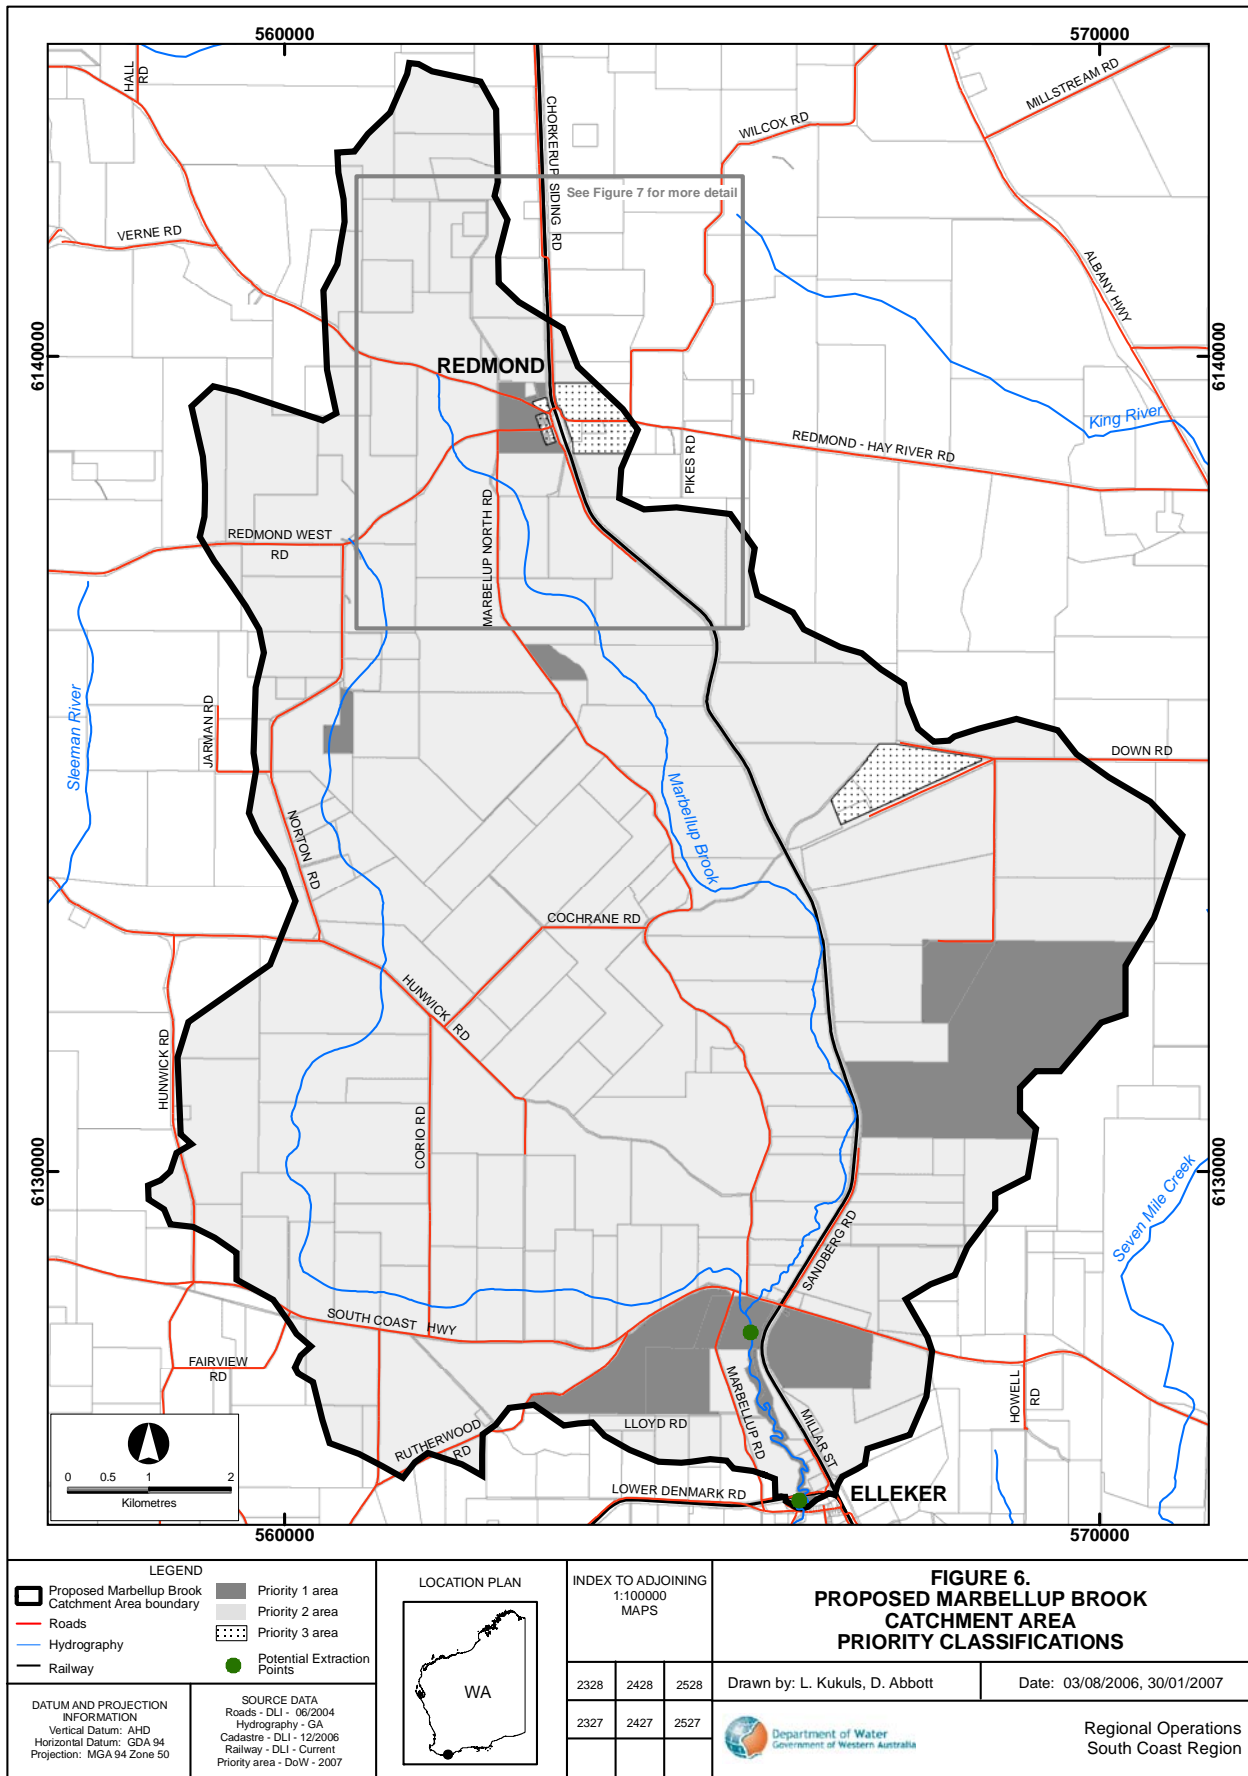 560000
570000
HALL
RD
CHORKERUP SIDING RD
WILCOX RD
MILLSTREAM RD
See Figure 7 for more detail
VERNE RD
ALBANY HWY
6140000
6140000
REDMOND
King River
REDMOND - HAY RIVER RD
PIKES RD
MARBELUP NORTH RD
REDMOND WEST
RD
Sleeman River
JARMAN RD
DOWN RD
Marbellup Brook
NORTON RD
COCHRANE RD
HUNWICK RD
HUNWICK RD
CORIO RD
6130000
6130000
Seven Mile Creek
SANDBERG RD
SOUTH COAST HWY
FAIRVIEW
RD
HOWELL
RD
MARBELLUP RD
MILLAR ST
LLOYD RD
RUTHERWOOD
RD
LOWER DENMARK RD
ELLEKER
0 0.5 1 2
Kilometres
560000
570000
LEGEND
Proposed Marbellup Brook
Catchment Area boundary
Roads
Hydrography
Railway
Priority 1 area
Priority 2 area
Priority 3 area
Potential Extraction
Points
DATUM AND PROJECTION
INFORMATION
Vertical Datum: AHD
Horizontal Datum: GDA 94
Projection: MGA 94 Zone 50
SOURCE DATA
Roads - DLI - 06/2004
Hydrography - GA
Cadastre - DLI - 12/2006
Railway - DLI - Current
Priority area - DoW - 2007
LOCATION PLAN
WA
INDEX TO ADJOINING
1:100000
MAPS
2328 2428 2528
2327 2427 2527
FIGURE 6.
PROPOSED MARBELLUP BROOK
CATCHMENT AREA
PRIORITY CLASSIFICATIONS
Drawn by: L. Kukuls, D. Abbott
Date: 03/08/2006, 30/01/2007
Department of Water
Government of Western Australia
Regional Operations
South Coast Region